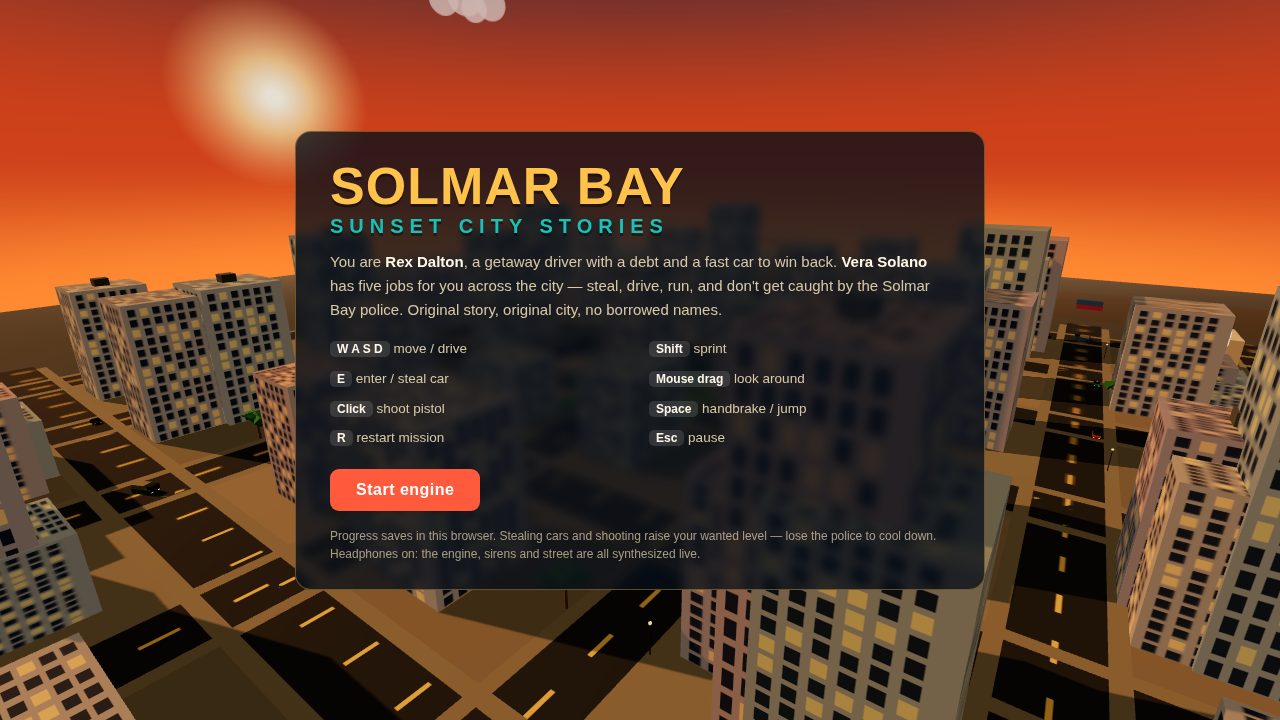 SOLMAR BAY
SUNSET CITY STORIES
You are Rex Dalton, a getaway driver with a debt and a fast car to win back. Vera Solano
has five jobs for you across the city — steal, drive, run, and don't get caught by the Solmar
Bay police. Original story, original city, no borrowed names.
W A S D move / drive
Shift sprint
E enter / steal car
Mouse drag look around
Click shoot pistol
Space handbrake / jump
R restart mission
Esc pause
Start engine
Progress saves in this browser. Stealing cars and shooting raise your wanted level — lose the police to cool down.
Headphones on: the engine, sirens and street are all synthesized live.